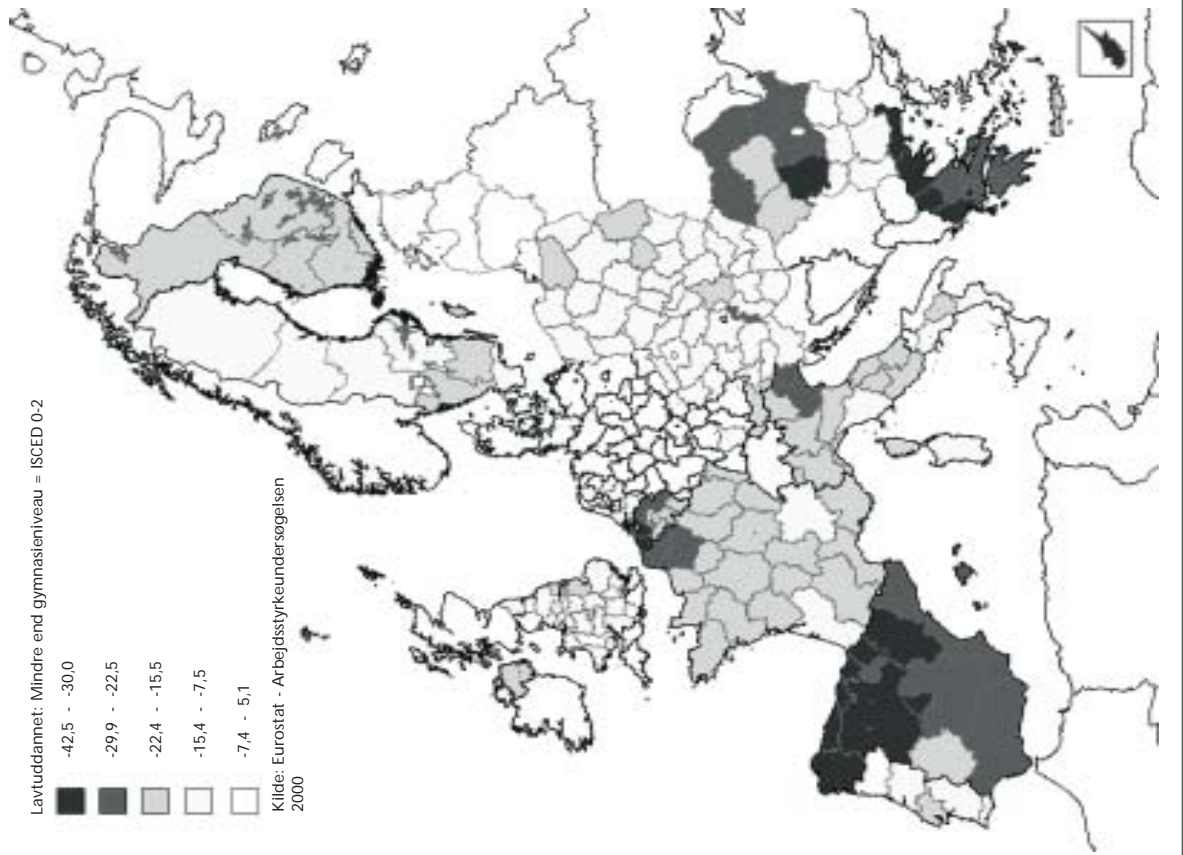 Lavtuddannet: Mindre end gymnasieniveau = ISCED 0-2
-42,5 - -30,0
-29,9 - -22,5
-22,4 - -15,5
-15,4 - -7,5
-7,4 - 5,1
Kilde: Eurostat - Arbejdsstyrkeundersøgelsen
2000